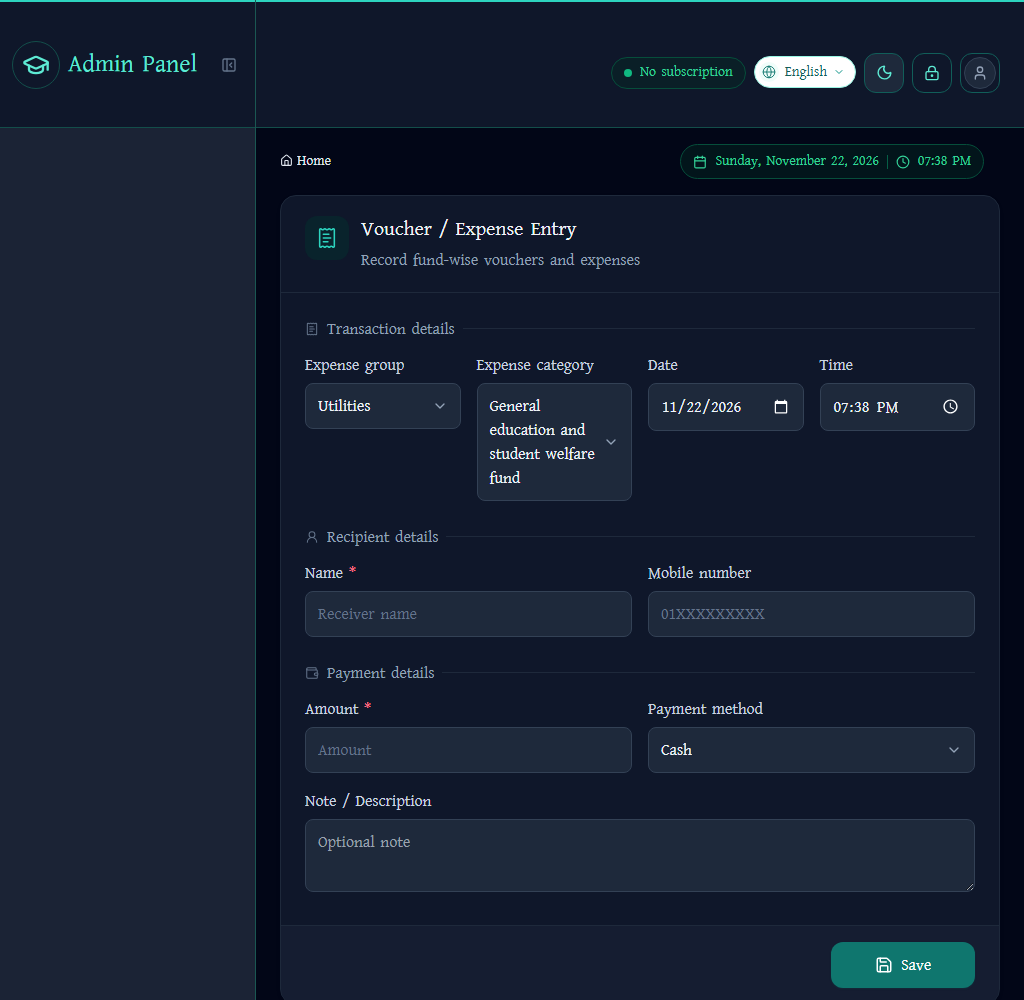 Admin Panel
No subscription
English
Home
Sunday, November 22, 2026
07:38 PM
Voucher / Expense Entry
Record fund-wise vouchers and expenses
Transaction details
Expense group
Expense category
Date
Time
Utilities
General
education and
student welfare
fund
11/22/2026
07:38 PM
Recipient details
Name *
Mobile number
Receiver name
01XXXXXXXXX
Payment details
Amount *
Payment method
Amount
Cash
Note / Description
Optional note
Save